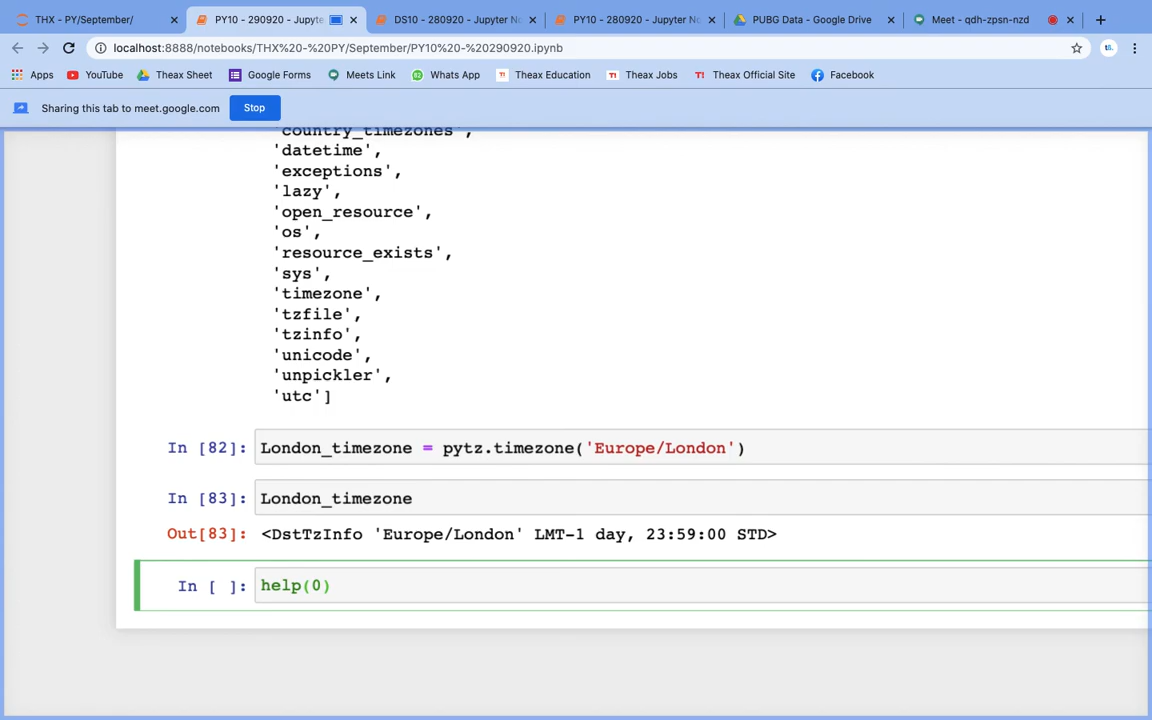 THX - PY/September/
PY10 - 290920 - Jupyte
DS10 - 280920 - Jupyter No
PY10 - 280920 - Jupyter No
PUBG Data - Google Drive
Meet - qdh-zpsn-nzd
localhost:8888/notebooks/THX%20-%20PY/September/PY10%20-%20290920.ipynb
Apps YouTube Theax Sheet Google Forms Meets Link Whats App Theax Education Theax Jobs Theax Official Site Facebook
Sharing this tab to meet.google.com Stop
'country_timezones',
'datetime',
'exceptions',
'lazy',
'open_resource',
'os',
'resource_exists',
'sys',
'timezone',
'tzfile',
'tzinfo',
'unicode',
'unpickler',
'utc']
In [82]: London_timezone = pytz.timezone('Europe/London')
In [83]: London_timezone
Out[83]: <DstTzInfo 'Europe/London' LMT-1 day, 23:59:00 STD>
In [ ]: help(0)